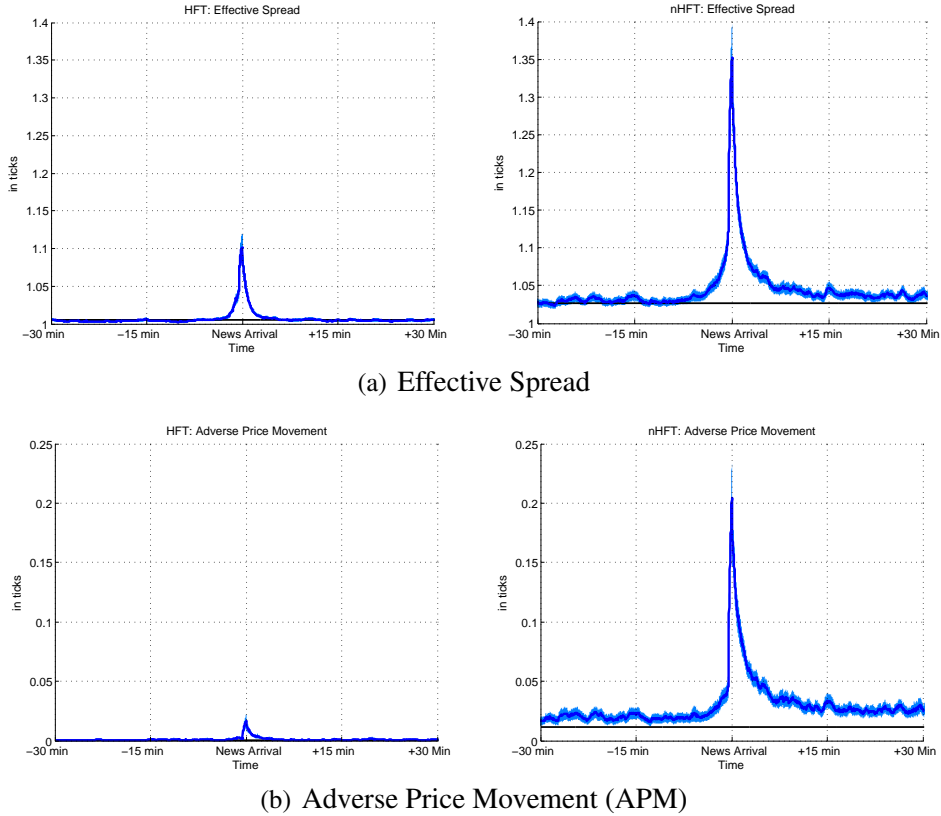 HFT: Effective Spread
1.4
1.35
1.3
1.25
1.2
1.15
1.1
1.05
1
in ticks
−30 min −15 min News Arrival +15 min +30 Min
Time
nHFT: Effective Spread
1.4
1.35
1.3
1.25
1.2
1.15
1.1
1.05
1
in ticks
−30 min −15 min News Arrival +15 min +30 Min
Time
(a) Effective Spread
HFT: Adverse Price Movement
0.25
0.2
0.15
0.1
0.05
0
in ticks
−30 min −15 min News Arrival +15 min +30 Min
Time
nHFT: Adverse Price Movement
0.25
0.2
0.15
0.1
0.05
0
in ticks
−30 min −15 min News Arrival +15 min +30 Min
Time
(b) Adverse Price Movement (APM)